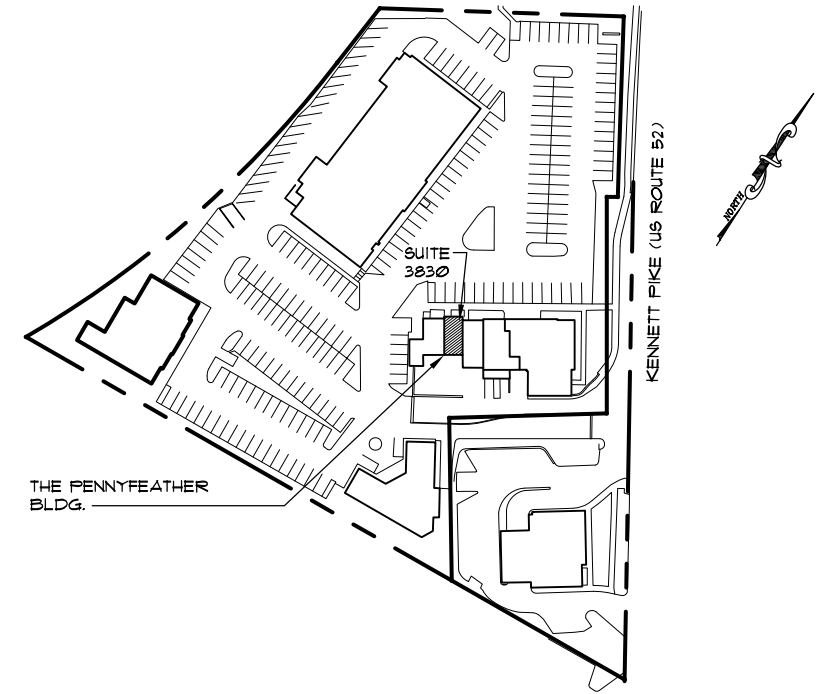 KENNETT PIKE (US ROUTE 52)
NORTH
SUITE
3830
THE PENNYFEATHER
BLDG.